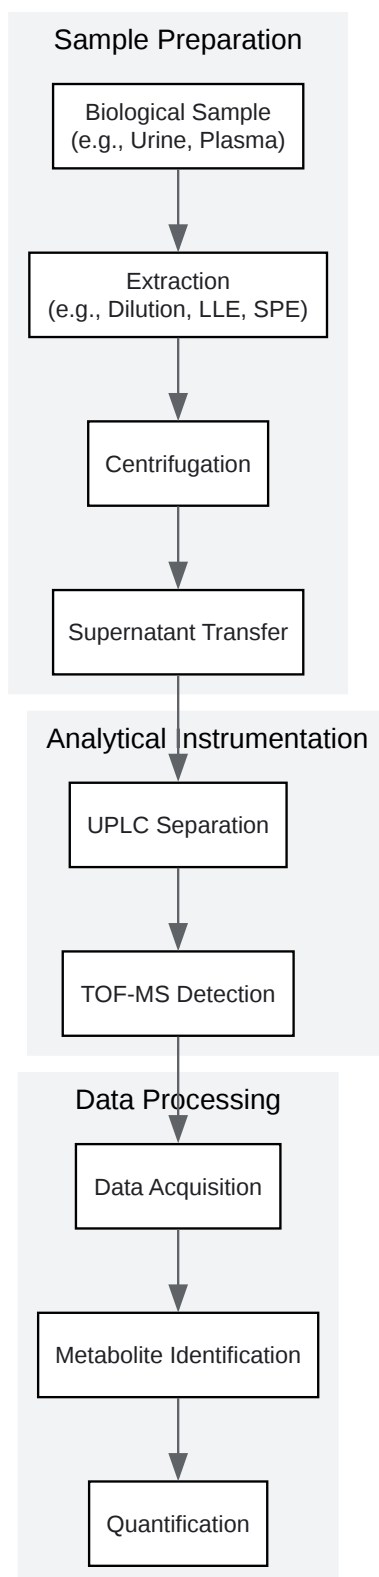 Sample Preparation
Biological Sample
(e.g., Urine, Plasma)
Extraction
(e.g., Dilution, LLE, SPE)
Centrifugation
Supernatant Transfer
Analytical Instrumentation
UPLC Separation
TOF-MS Detection
Data Processing
Data Acquisition
Metabolite Identification
Quantification